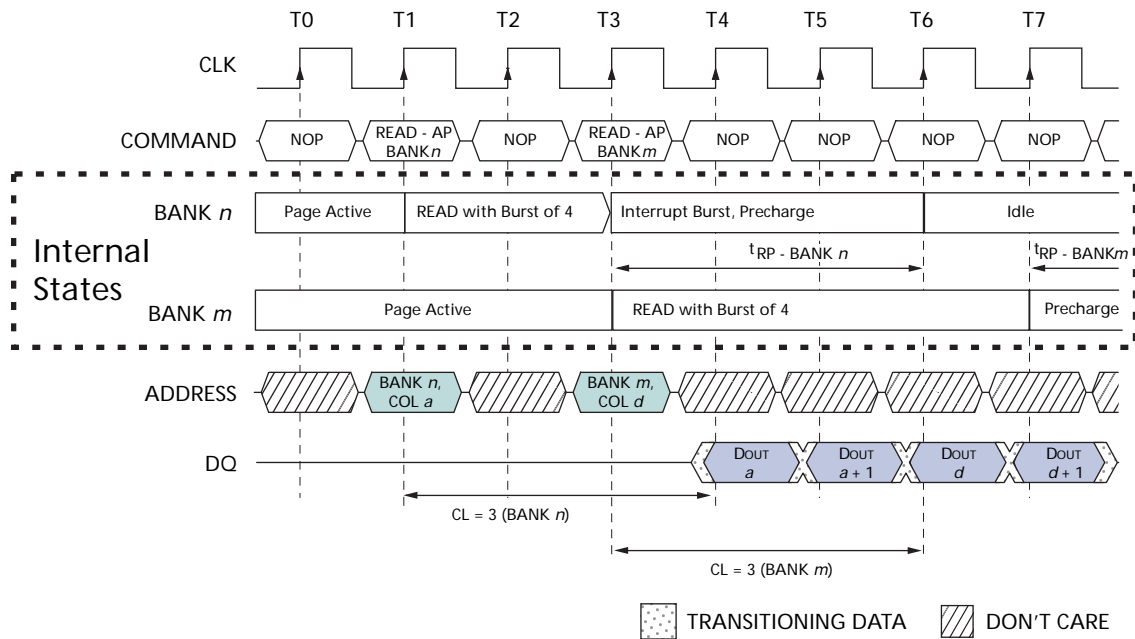 T0 T1 T2 T3 T4 T5 T6 T7
CLK
COMMAND NOP READ - AP NOP READ - AP NOP NOP NOP NOP
BANK n BANK m
BANK n Page Active READ with Burst of 4 Interrupt Burst, Precharge Idle
Internal
States
tRP - BANK n tRP - BANK m
BANK m Page Active READ with Burst of 4 Precharge
ADDRESS BANK n, BANK m,
COL a COL d
DQ DOUT DOUT DOUT DOUT
a a + 1 d d + 1
CL = 3 (BANK n)
CL = 3 (BANK m)
TRANSITIONING DATA DON'T CARE